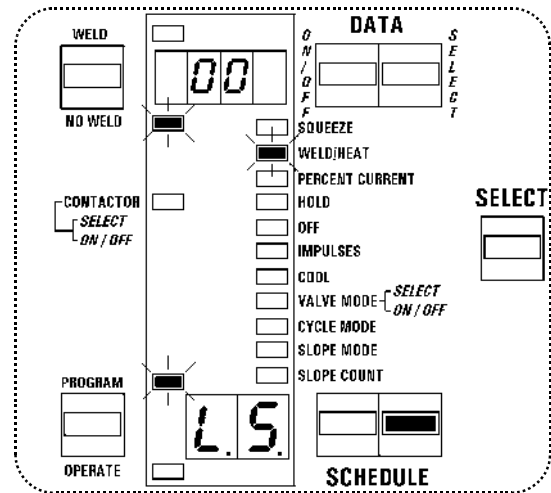 WELD
NO WELD
00
DATA
ON/OFF
SELECT
SQUEEZE
WELD/HEAT
PERCENT CURRENT
CONTACTOR
SELECT
ON / OFF
HOLD
OFF
IMPULSES
COOL
VALVE MODE
SELECT
ON / OFF
CYCLE MODE
SLOPE MODE
SLOPE COUNT
SELECT
PROGRAM
OPERATE
L. S.
SCHEDULE